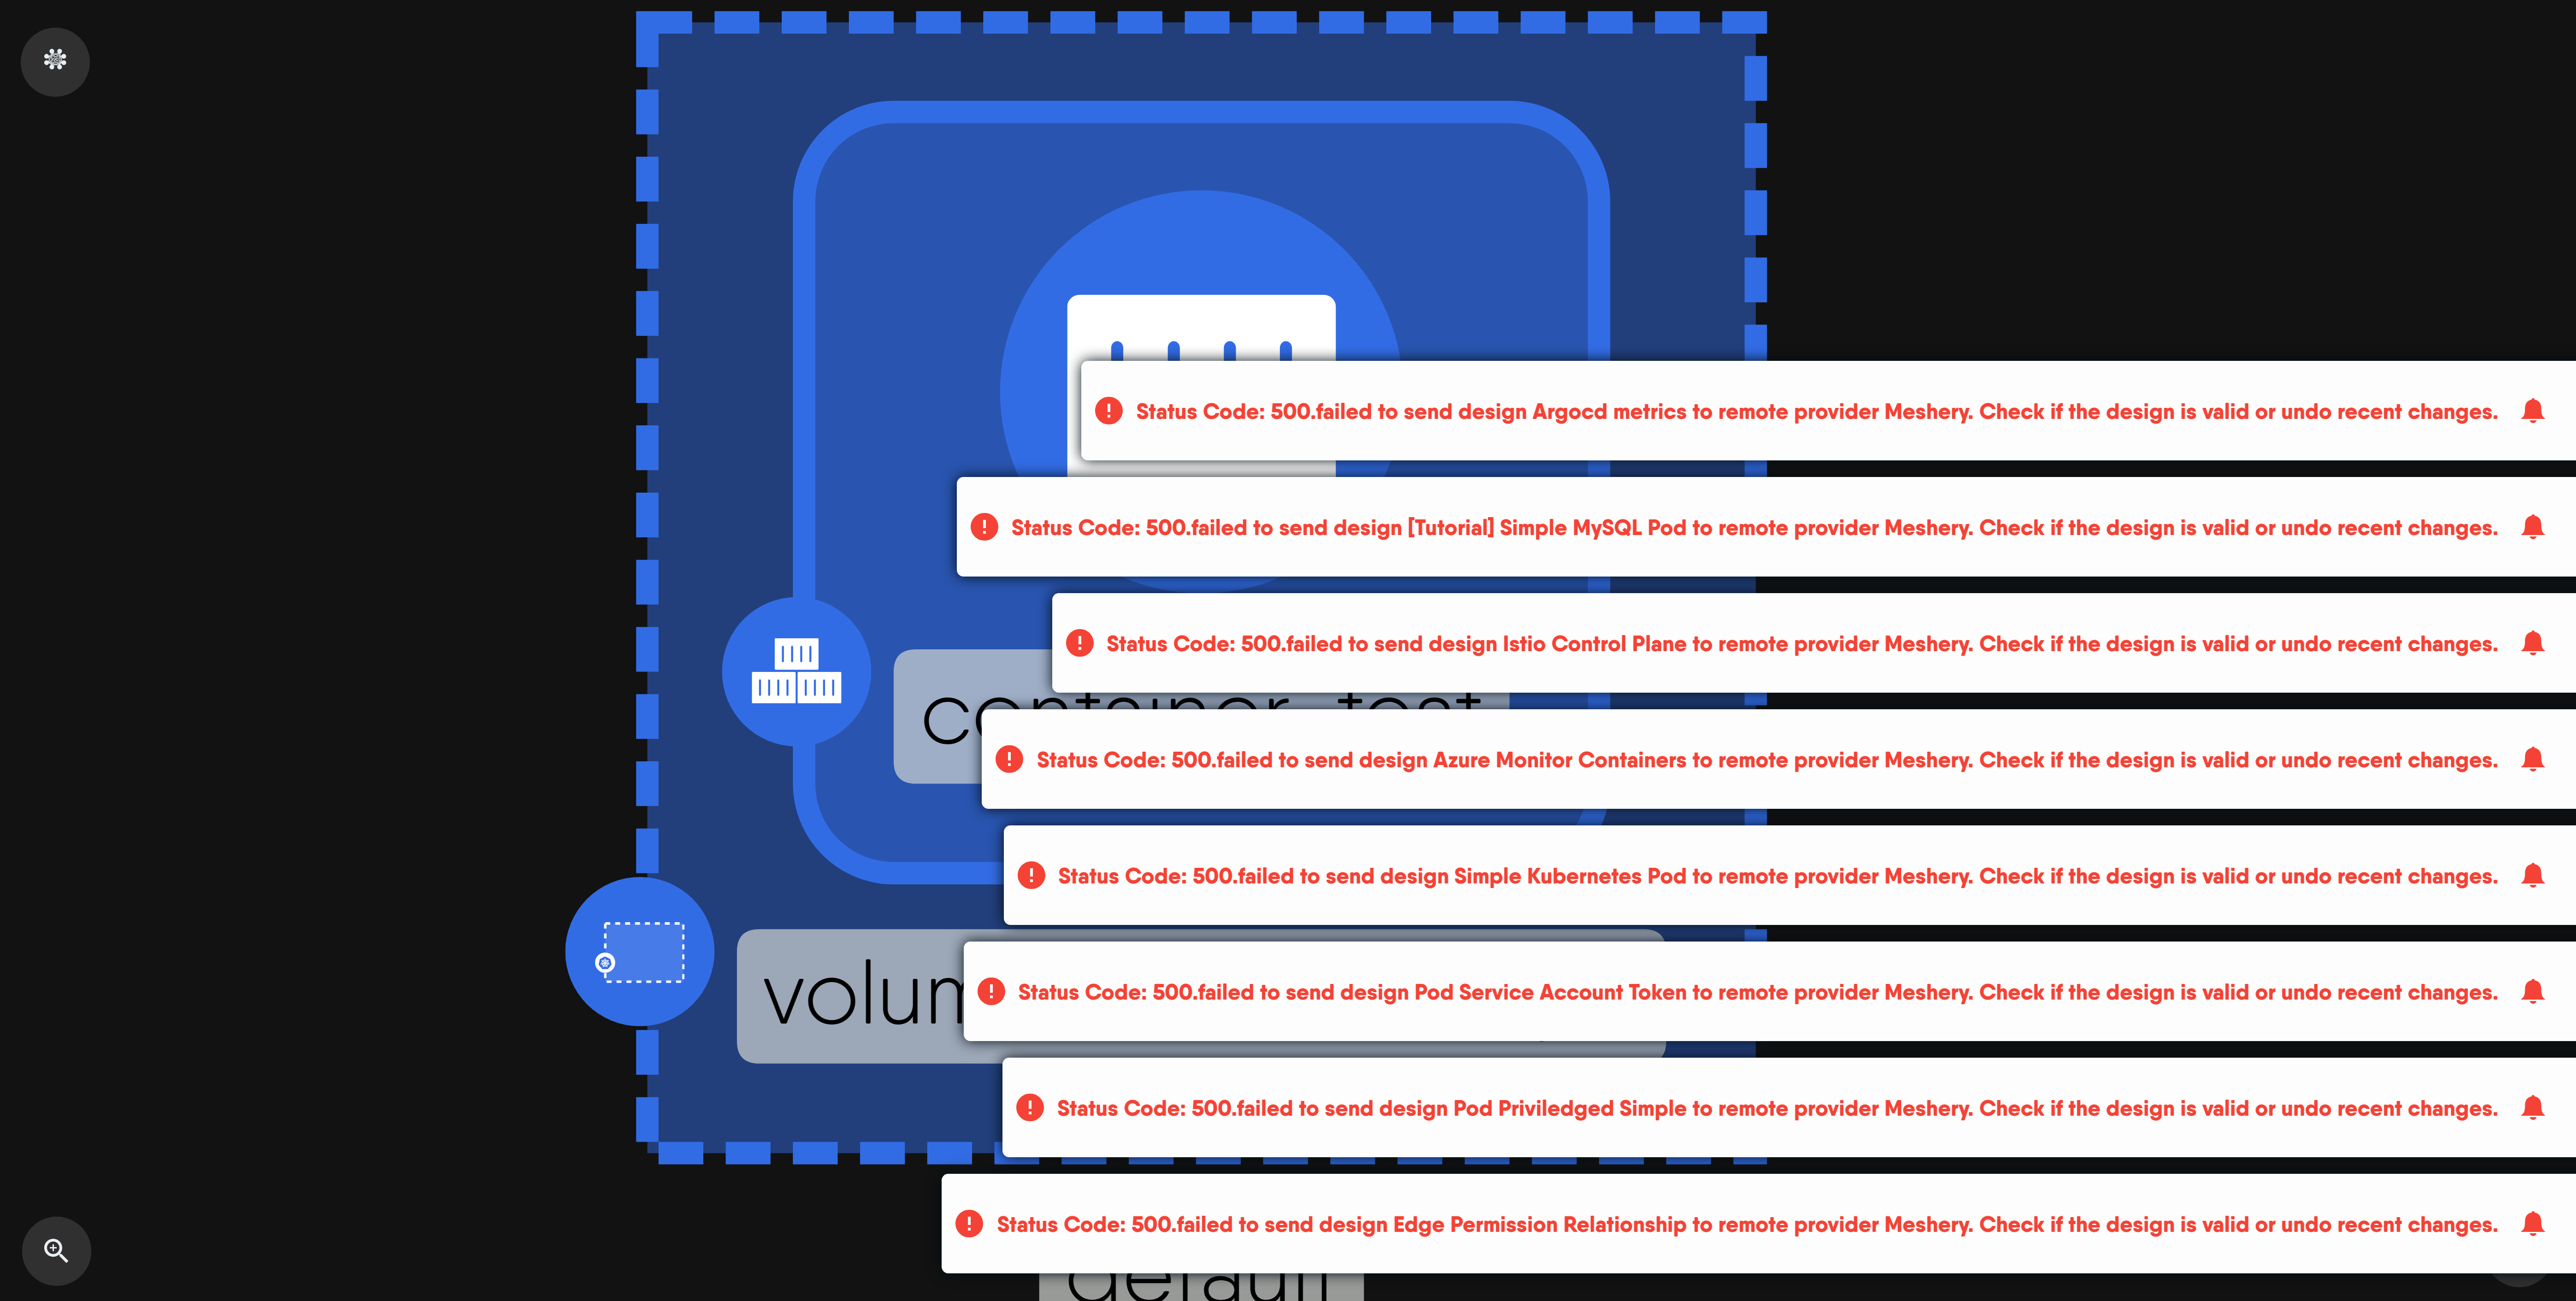 Status Code: 500.failed to send design Argocd metrics to remote provider Meshery. Check if the design is valid or undo recent changes.
Status Code: 500.failed to send design [Tutorial] Simple MySQL Pod to remote provider Meshery. Check if the design is valid or undo recent changes.
Status Code: 500.failed to send design Istio Control Plane to remote provider Meshery. Check if the design is valid or undo recent changes.
Status Code: 500.failed to send design Azure Monitor Containers to remote provider Meshery. Check if the design is valid or undo recent changes.
Status Code: 500.failed to send design Simple Kubernetes Pod to remote provider Meshery. Check if the design is valid or undo recent changes.
Status Code: 500.failed to send design Pod Service Account Token to remote provider Meshery. Check if the design is valid or undo recent changes.
Status Code: 500.failed to send design Pod Priviledged Simple to remote provider Meshery. Check if the design is valid or undo recent changes.
Status Code: 500.failed to send design Edge Permission Relationship to remote provider Meshery. Check if the design is valid or undo recent changes.
default